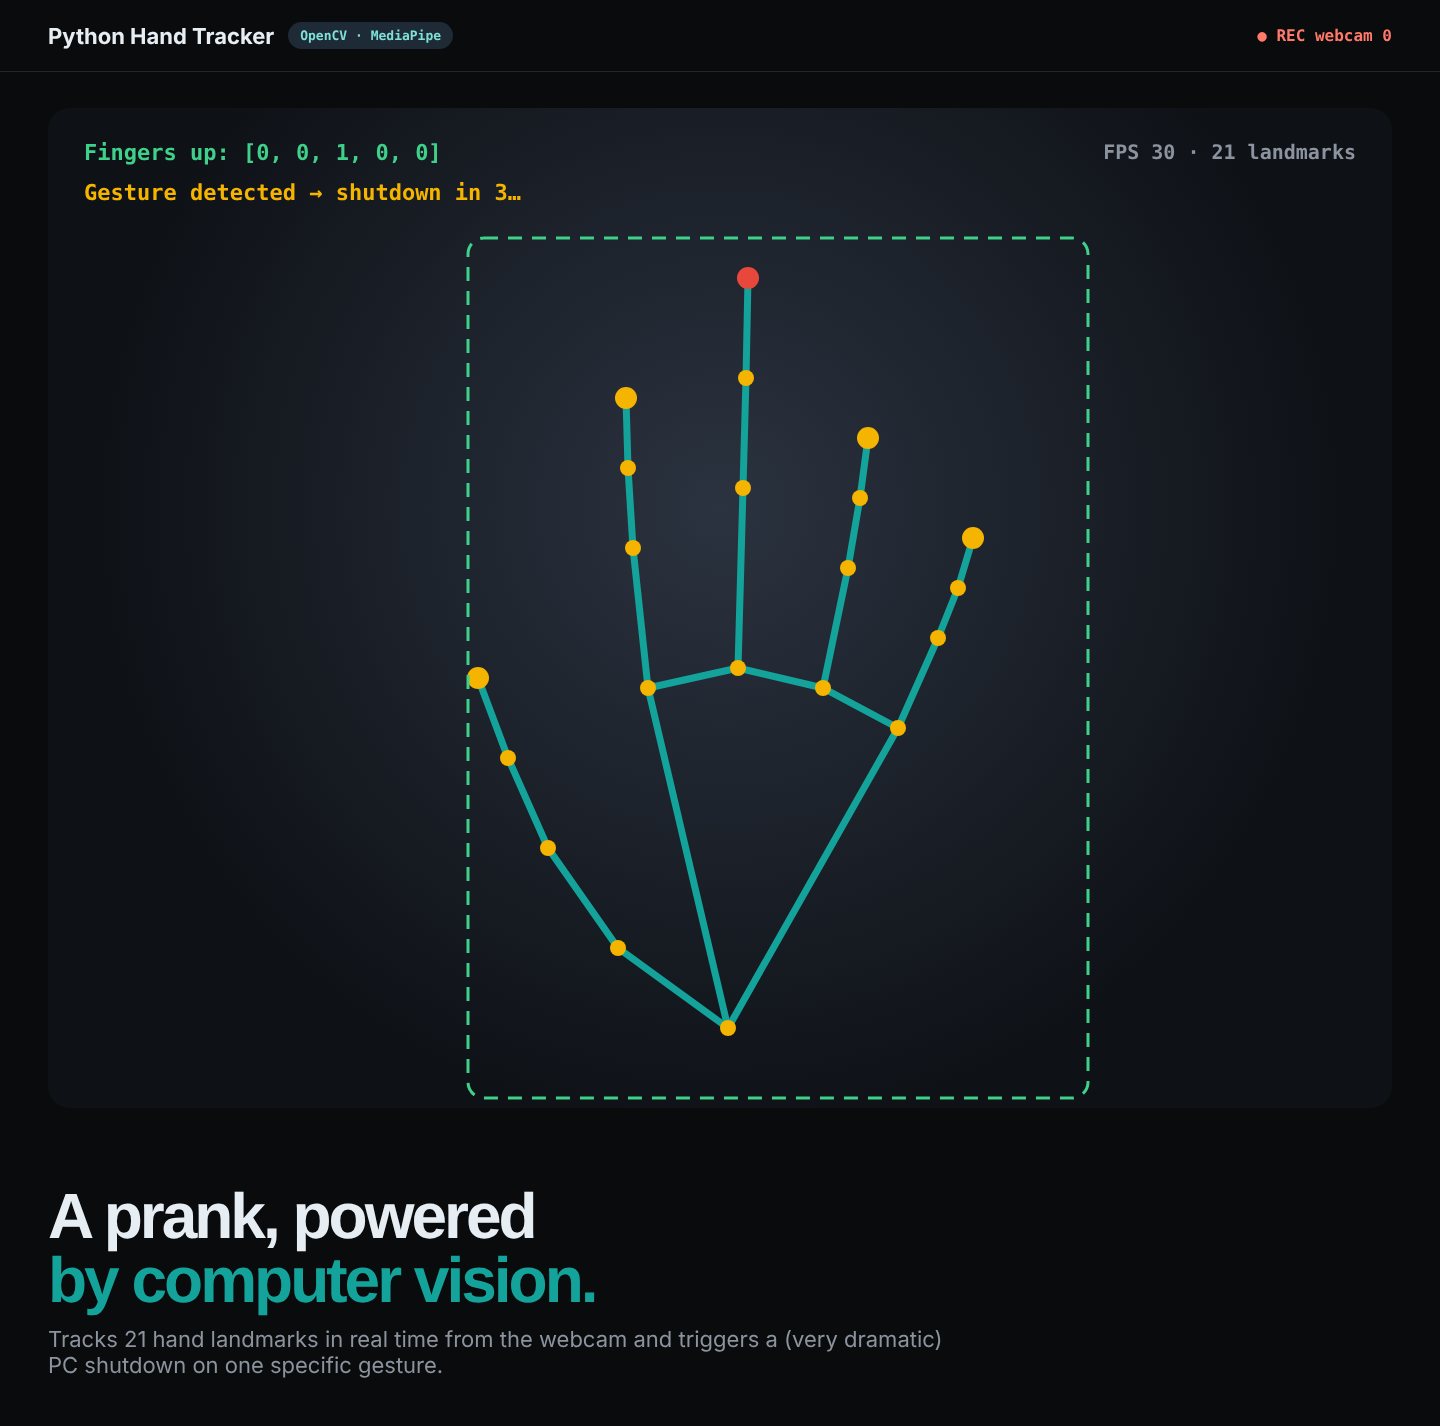 Python Hand Tracker
OpenCV · MediaPipe
● REC webcam 0
Fingers up: [0, 0, 1, 0, 0]
FPS 30 · 21 landmarks
Gesture detected → shutdown in 3…
A prank, powered
by computer vision.
Tracks 21 hand landmarks in real time from the webcam and triggers a (very dramatic)
PC shutdown on one specific gesture.